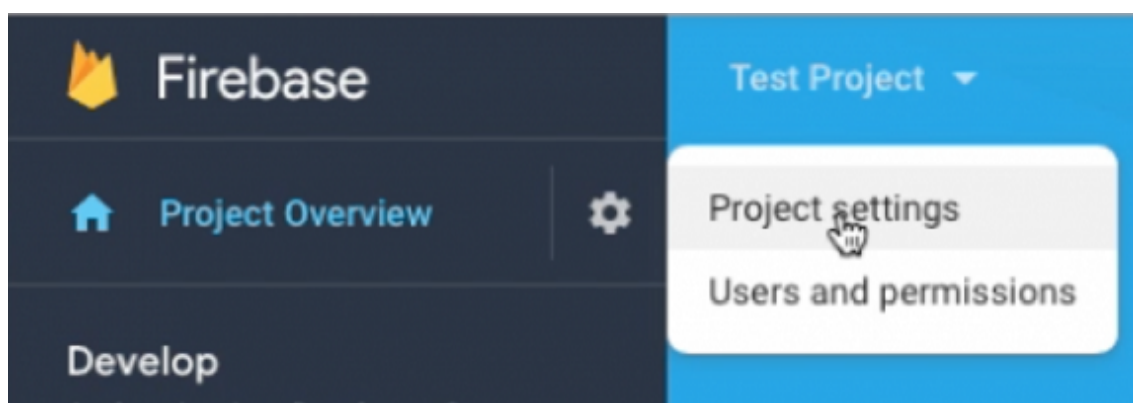 Firebase
Test Project
Project Overview
Project settings
Users and permissions
Develop